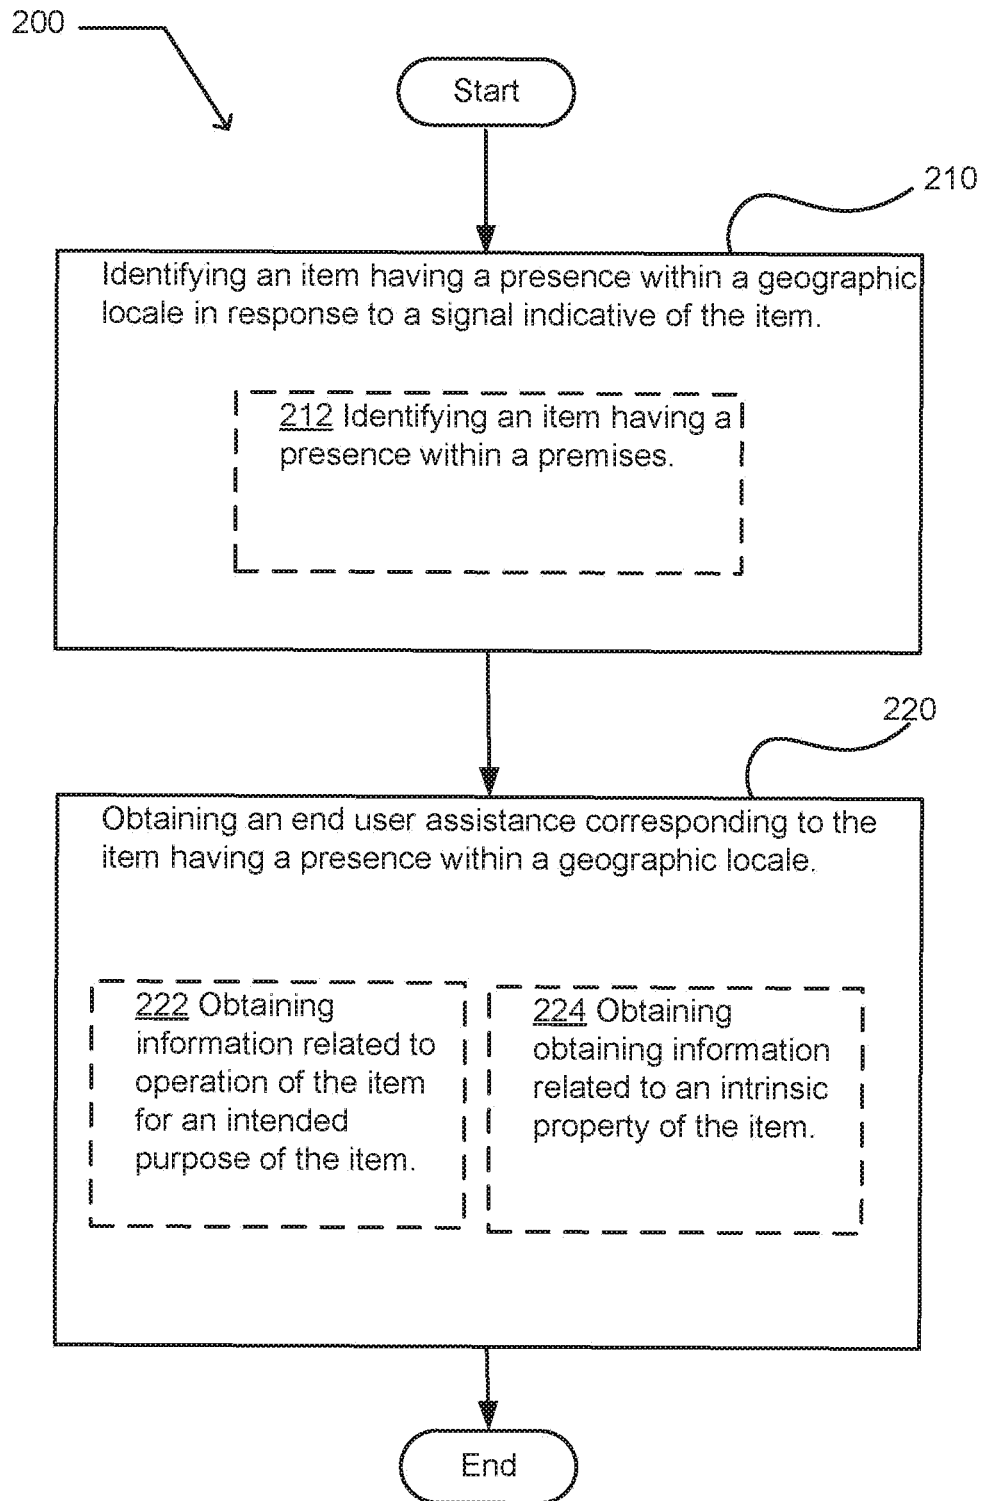 200
Start
210
Identifying an item having a presence within a geographic
locale in response to a signal indicative of the item.
212 Identifying an item having a
presence within a premises.
220
Obtaining an end user assistance corresponding to the
item having a presence within a geographic locale.
222 Obtaining
information related to
operation of the item
for an intended
purpose of the item.
224 Obtaining
obtaining information
related to an intrinsic
property of the item.
End